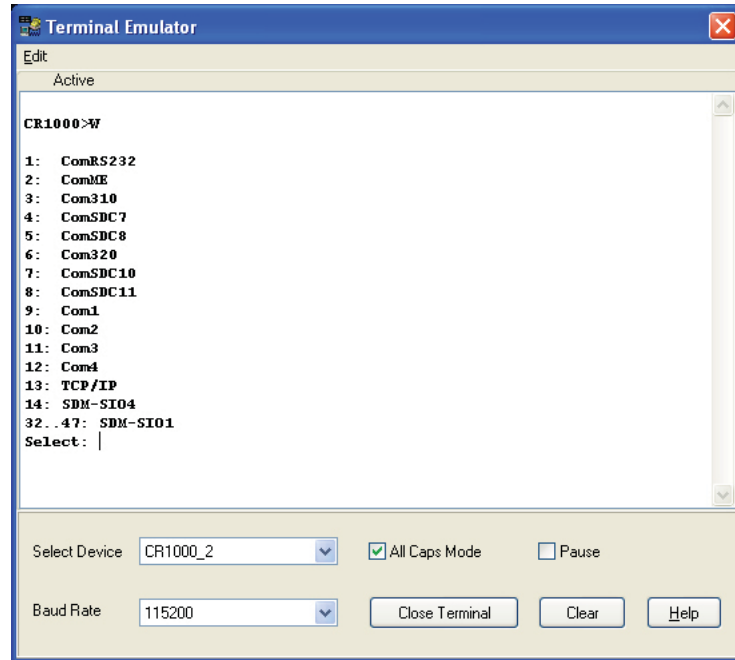 Terminal Emulator
Edit
Active
CR1000>W
1: ComRS232
2: ComME
3: Com310
4: ComSDC7
5: ComSDC8
6: Com320
7: ComSDC10
8: ComSDC11
9: Com1
10: Com2
11: Com3
12: Com4
13: TCP/IP
14: SDM-SIO4
32..47: SDM-SIO1
Select:
Select Device CR1000_2 All Caps Mode Pause
Baud Rate 115200 Close Terminal Clear Help